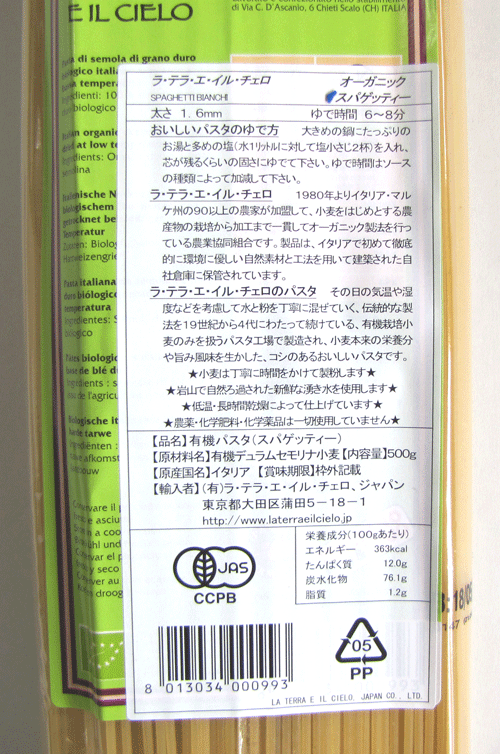 E IL CIELO
di Via C. D'Ascanio, 6 Chieti Scalo (CH) ITALIA
di semola di grano duro
ラ・テラ・エ・イル・チェロ　オーガニック
SPAGHETTI BIANCHI　スパゲッティー
太さ 1.6mm　ゆで時間 6〜8分
おいしいパスタのゆで方　大きめの鍋にたっぷりの
お湯と多めの塩（水1リットルに対して塩小さじ2杯）を入れ、
芯が残るくらいの固さにゆでて下さい。ゆで時間はソース
の種類によって加減して下さい。
ラ・テラ・エ・イル・チェロ　1980年よりイタリア・マル
ケ州の90以上の農家が加盟して、小麦をはじめとする農
産物の栽培から加工まで一貫してオーガニック製法を行っ
ている農業協同組合です。製品は、イタリアで初めて徹底
的に環境に優しい自然素材と工法を用いて建築された自
社倉庫に保管されています。
ラ・テラ・エ・イル・チェロのパスタ　その日の気温や湿
度などを考慮して水と粉を丁寧に混ぜていく、伝統的な製
法を19世紀から4代にわたって続けている、有機栽培小
麦のみを扱うパスタ工場で製造され、小麦本来の栄養分
や旨み風味を生かした、コシのあるおいしいパスタです。
★小麦は丁寧に時間をかけて製粉します★
★岩山で自然ろ過された新鮮な湧き水を使用します★
★低温・長時間乾燥によって仕上げています★
★農薬・化学肥料・化学薬品は一切使用していません★
【品名】有機パスタ（スパゲッティー）
【原材料名】有機デュラムセモリナ小麦【内容量】500g
【原産国名】イタリア　【賞味期限】枠外記載
【輸入者】（有）ラ・テラ・エ・イル・チェロ、ジャパン
東京都大田区蒲田5−18−1
http://www.laterraeilcielo.jp
栄養成分(100gあたり)
エネルギー　363kcal
たんぱく質　12.0g
炭水化物　76.1g
脂質　1.2g
JAS
CCPB
05
PP
8 013034 000993
LA TERRA E IL CIELO, JAPAN CO., LTD.